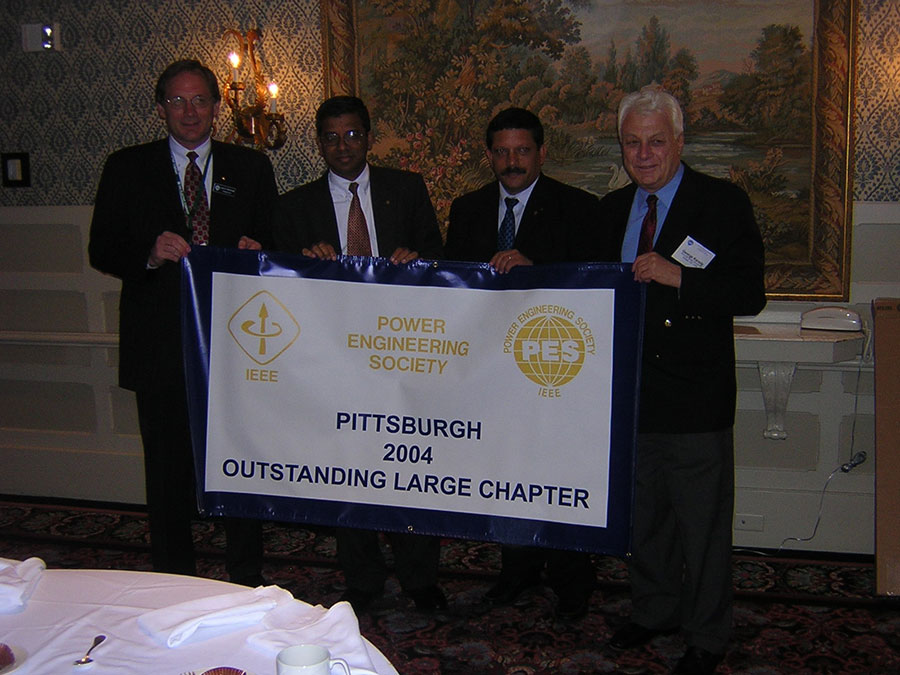 IEEE
POWER
ENGINEERING
SOCIETY
POWER ENGINEERING SOCIETY
PES
IEEE
PITTSBURGH
2004
OUTSTANDING LARGE CHAPTER